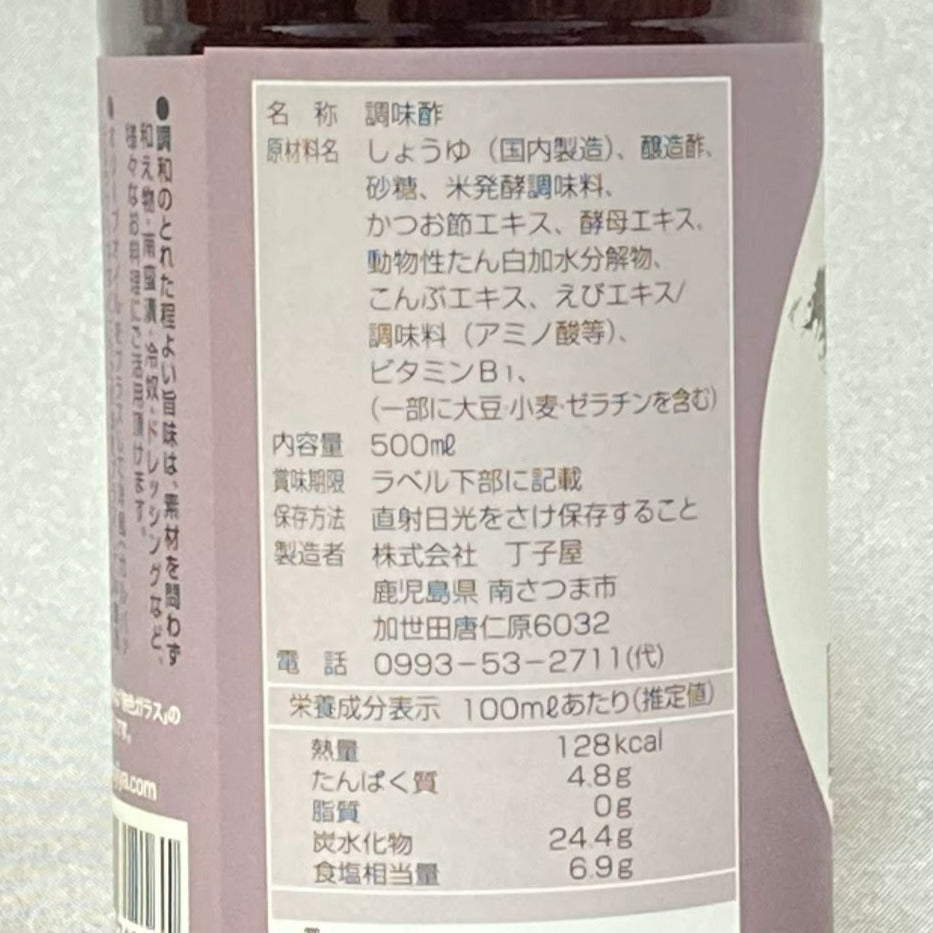 名 称 調味酢
原材料名 しょうゆ（国内製造）、醸造酢、
砂糖、米発酵調味料、
かつお節エキス、酵母エキス、
動物性たん白加水分解物、
こんぶエキス、えびエキス/
調味料（アミノ酸等）、
ビタミンB1、
（一部に大豆・小麦・ゼラチンを含む）
内容量 500mℓ
賞味期限 ラベル下部に記載
保存方法 直射日光をさけ保存すること
製造者 株式会社 丁子屋
鹿児島県 南さつま市
加世田唐仁原6032
電 話 0993-53-2711(代)
栄養成分表示 100mℓあたり(推定値)
熱量 128kcal
たんぱく質 4.8g
脂質 0g
炭水化物 24.4g
食塩相当量 6.9g
●調和のとれた程よい旨味は、素材を問わず
和え物・南蛮漬・冷奴・ドレッシングなど、
様々なお料理にご活用頂けます。